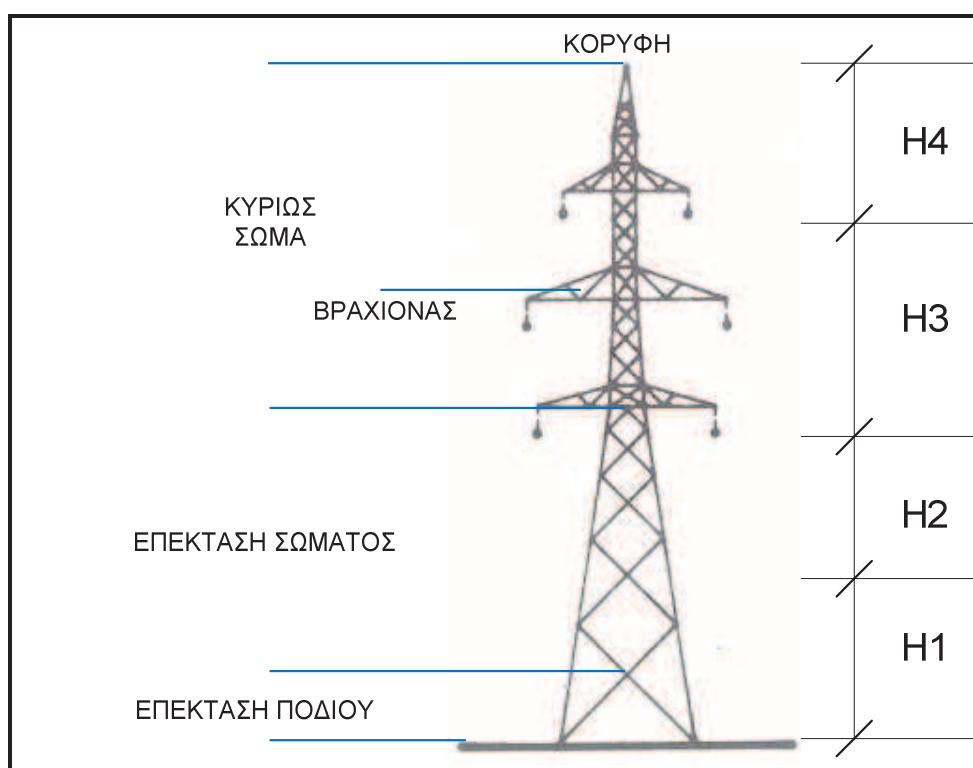 ΚΟΡΥΦΗ
H4
ΚΥΡΙΩΣ
ΣΩΜΑ
ΒΡΑΧΙΟΝΑΣ
H3
ΕΠΕΚΤΑΣΗ ΣΩΜΑΤΟΣ
H2
H1
ΕΠΕΚΤΑΣΗ ΠΟΔΙΟΥ